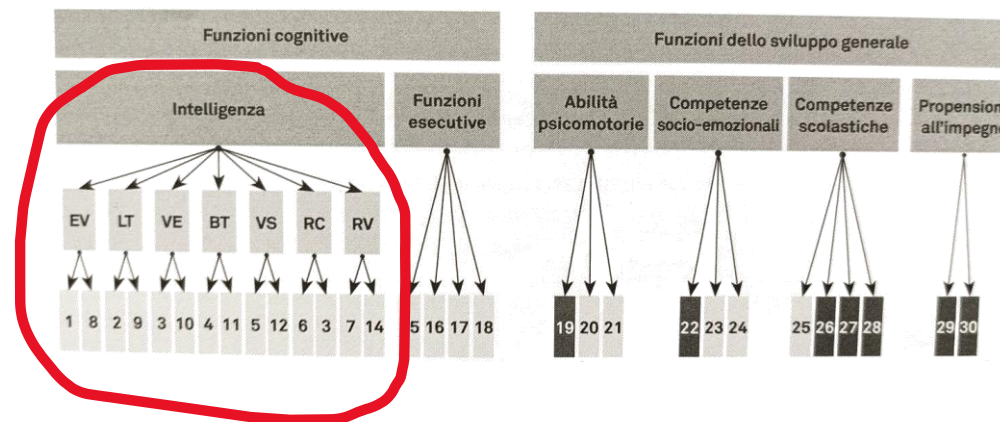 Funzioni cognitive
Funzioni dello sviluppo generale
Intelligenza
Funzioni
esecutive
Abilità
psicomotorie
Competenze
socio-emozionali
Competenze
scolastiche
Propension
all'impegno
EV LT VE BT VS RC RV
1 8 2 9 3 10 4 11 5 12 6 3 7 14 5 16 17 18 19 20 21 22 23 24 25 26 27 28 29 30